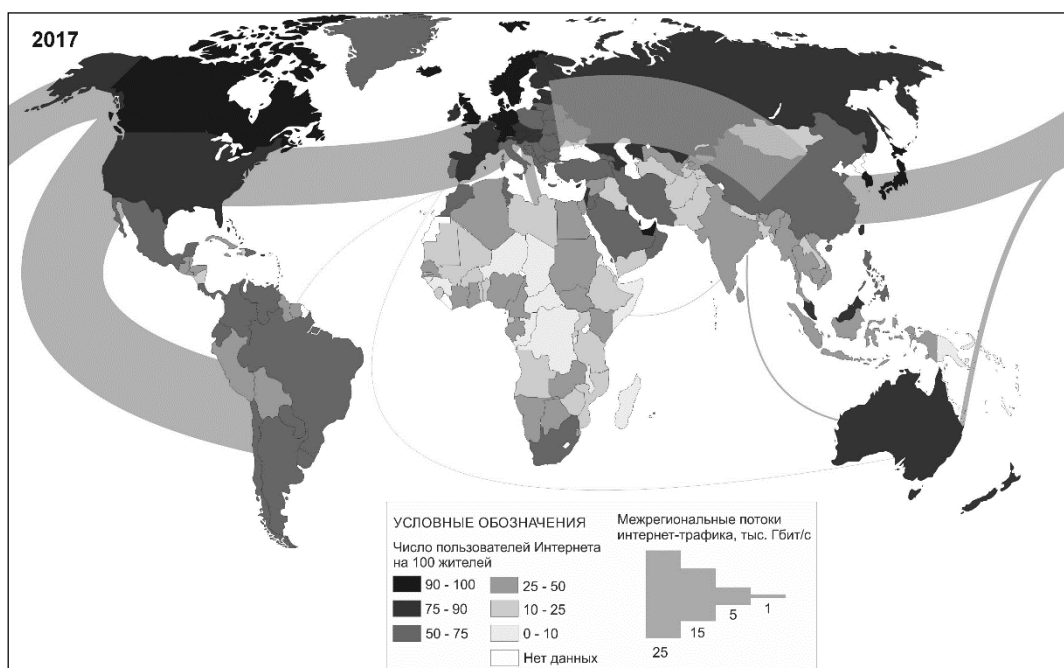 2017
УСЛОВНЫЕ ОБОЗНАЧЕНИЯ
Число пользователей Интернета
на 100 жителей
90 - 100
75 - 90
50 - 75
25 - 50
10 - 25
0 - 10
Нет данных
Межрегиональные потоки
интернет-трафика, тыс. Гбит/с
1
5
15
25